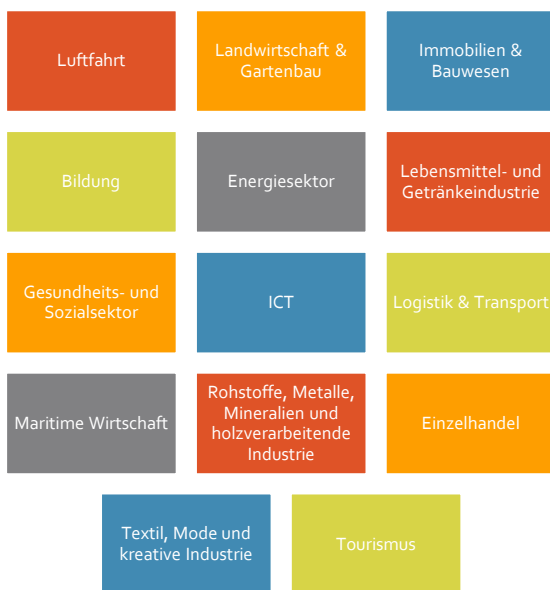 Luftfahrt
Landwirtschaft &
Gartenbau
Immobilien &
Bauwesen
Bildung
Energiesektor
Lebensmittel- und
Getränkeindustrie
Gesundheits- und
Sozialsektor
ICT
Logistik & Transport
Maritime Wirtschaft
Rohstoffe, Metalle,
Mineralien und
holzverarbeitende
Industrie
Einzelhandel
Textil, Mode und
kreative Industrie
Tourismus